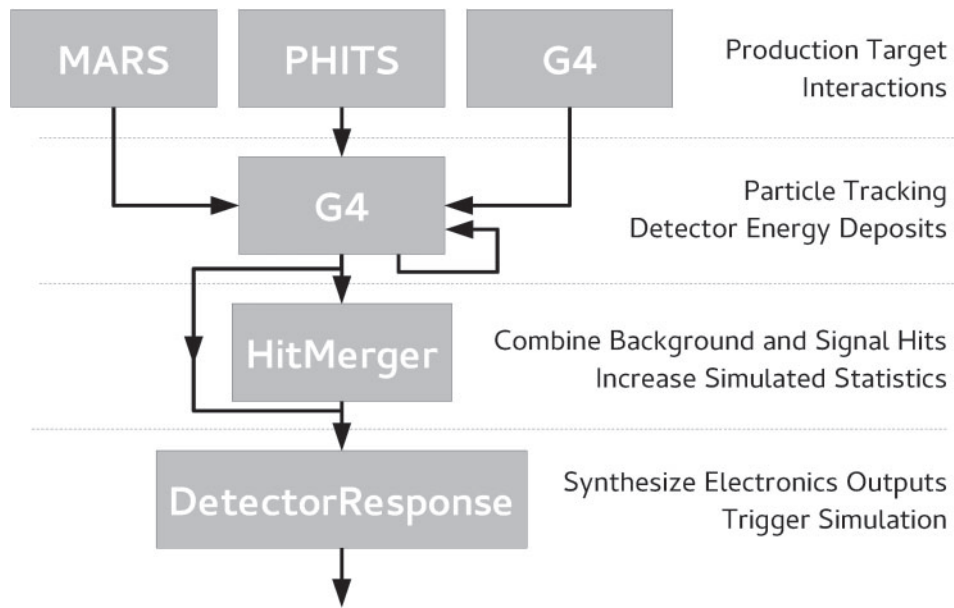 MARS
PHITS
G4
Production Target
Interactions
G4
Particle Tracking
Detector Energy Deposits
HitMerger
Combine Background and Signal Hits
Increase Simulated Statistics
DetectorResponse
Synthesize Electronics Outputs
Trigger Simulation